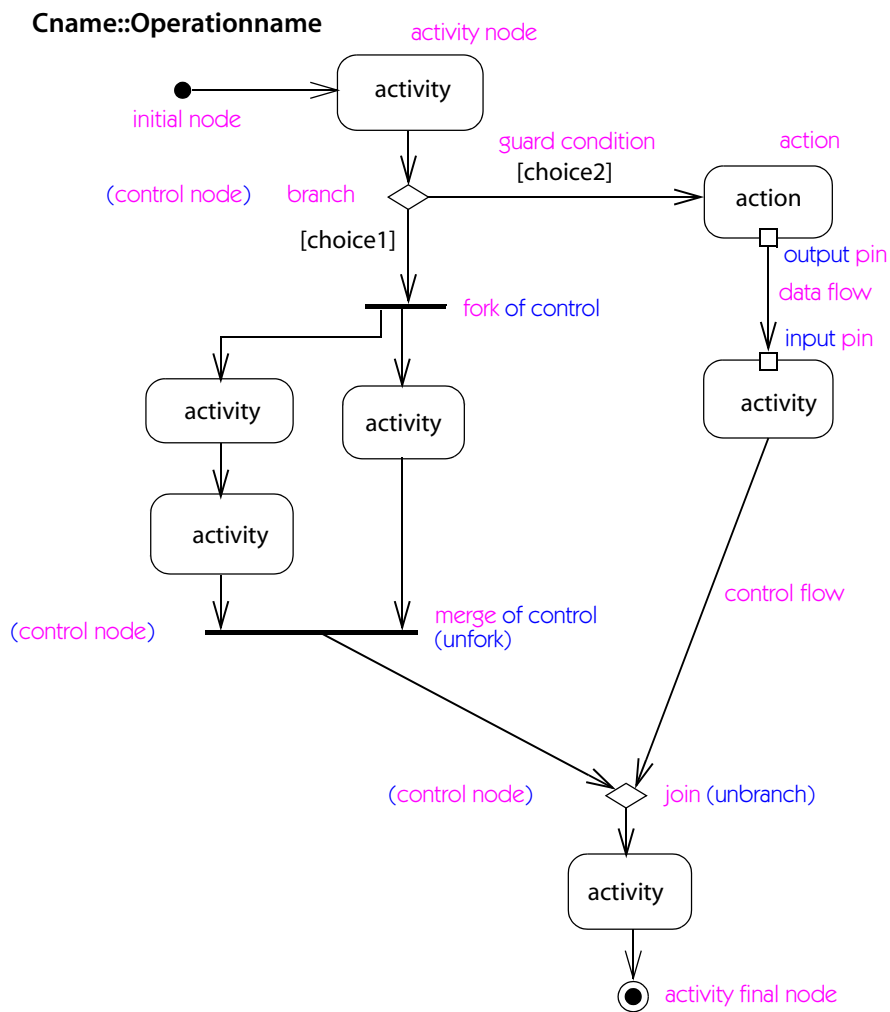 Cname::Operationname
activity node
activity
initial node
guard condition
action
[choice2]
(control node)
branch
action
[choice1]
output pin
data flow
fork of control
input pin
activity
activity
activity
activity
control flow
merge of control
(control node)
(unfork)
(control node)
join (unbranch)
activity
activity final node